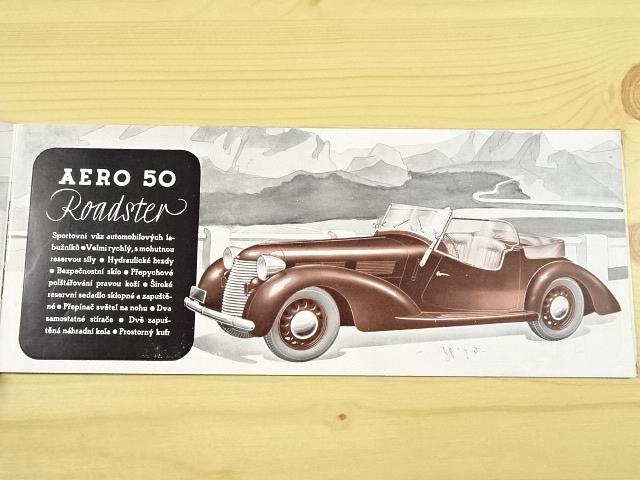 AERO 50
Roadster
Sportovní vůz automobilových la-
bužníků ● Velmi rychlý, s mohutnou
reservou síly ● Hydraulické brzdy
● Bezpečnostní sklo ● Přepychové
polštářování pravou koží ● Široké
reservní sedadlo sklopné a zapuště-
né ● Přepínač světel na nohu ● Dva
samostatné stírače ● Dvě zapuš-
těná náhradní kola ● Prostorný kufr